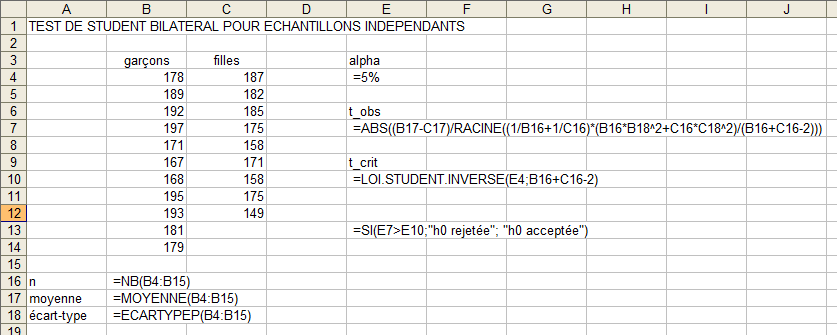 A B C D E F G H I J
1 TEST DE STUDENT BILATERAL POUR ECHANTILLONS INDEPENDANTS
2
3 garçons filles alpha
4 178 187 =5%
5 189 182
6 192 185 t_obs
7 197 175 =ABS((B17-C17)/RACINE((1/B16+1/C16)*(B16*B18^2+C16*C18^2)/(B16+C16-2)))
8 171 158
9 167 171 t_crit
10 168 158 =LOI.STUDENT.INVERSE(E4;B16+C16-2)
11 195 175
12 193 149
13 181 =SI(E7>E10;"h0 rejetée"; "h0 acceptée")
14 179
15
16 n =NB(B4:B15)
17 moyenne =MOYENNE(B4:B15)
18 écart-type =ECARTYPEP(B4:B15)
19